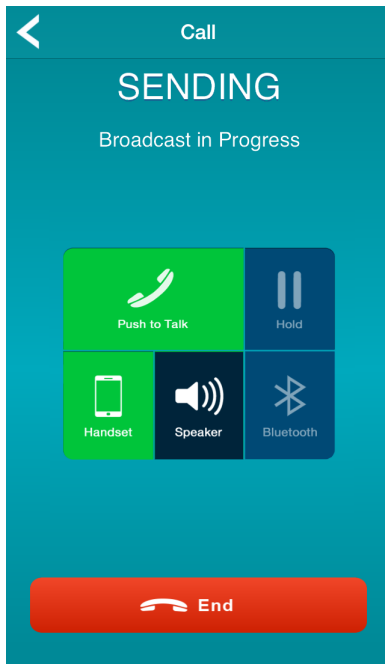 Call
SENDING
Broadcast in Progress
Push to Talk
Hold
Handset
Speaker
Bluetooth
End